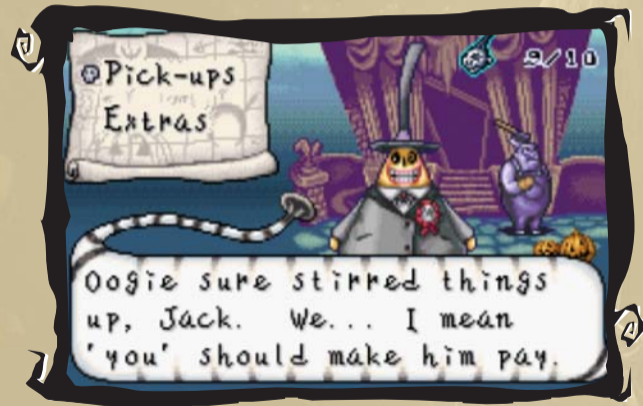 Pick-ups
Extras
9/10
Oogie sure stirred things
up, Jack. We... I mean
'you' should make him pay.